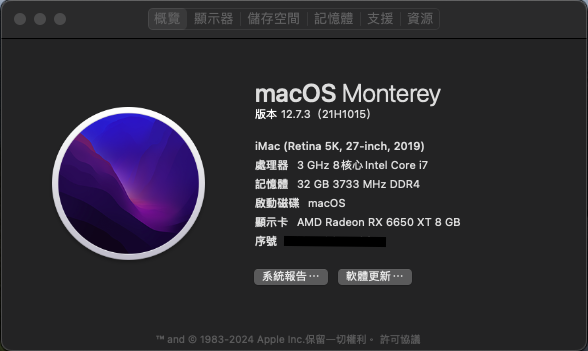 概覽 顯示器 儲存空間 記憶體 支援 資源
macOS Monterey
版本 12.7.3（21H1015）
iMac (Retina 5K, 27-inch, 2019)
處理器 3 GHz 8核心Intel Core i7
記憶體 32 GB 3733 MHz DDR4
啟動磁碟 macOS
顯示卡 AMD Radeon RX 6650 XT 8 GB
序號
系統報告⋯ 軟體更新⋯
™ and © 1983-2024 Apple Inc.保留一切權利。 許可協議